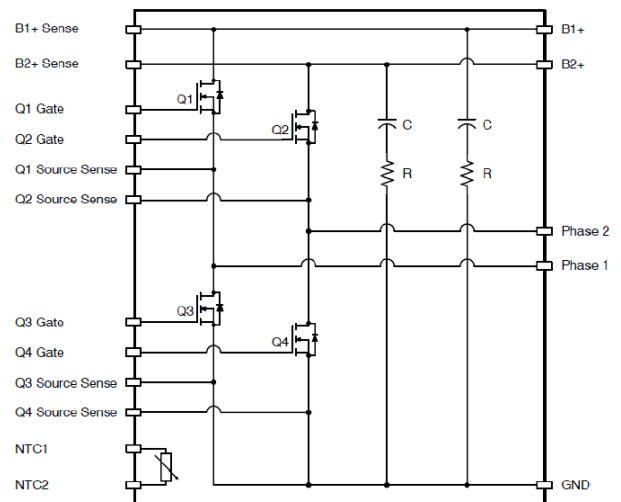 B1+ Sense
B1+
B2+ Sense
B2+
Q1
Q1 Gate
C
C
Q2 Gate
Q2
Q1 Source Sense
R
R
Q2 Source Sense
Phase 2
Phase 1
Q3
Q3 Gate
Q4
Q4 Gate
Q3 Source Sense
Q4 Source Sense
NTC1
NTC2
GND